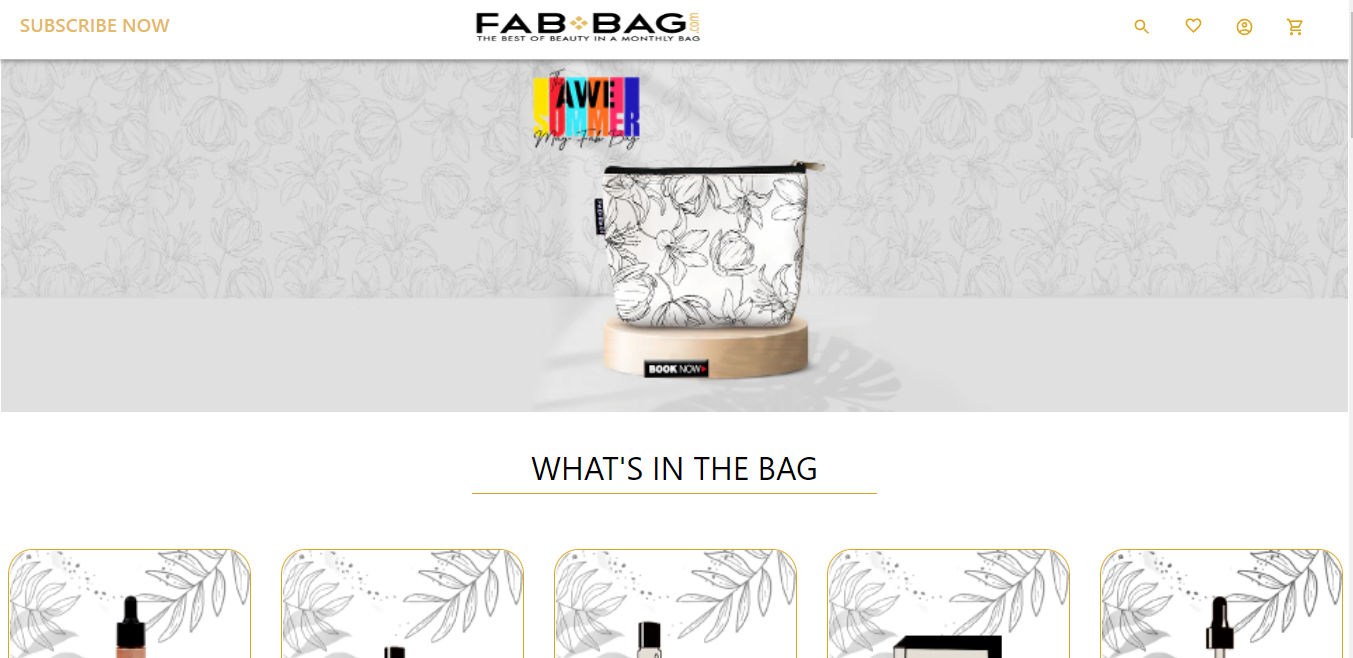 SUBSCRIBE NOW
FAB BAG.com
THE BEST OF BEAUTY IN A MONTHLY BAG
The
AWE
SUMMER
May Fab Bag
BOOK NOW
WHAT'S IN THE BAG